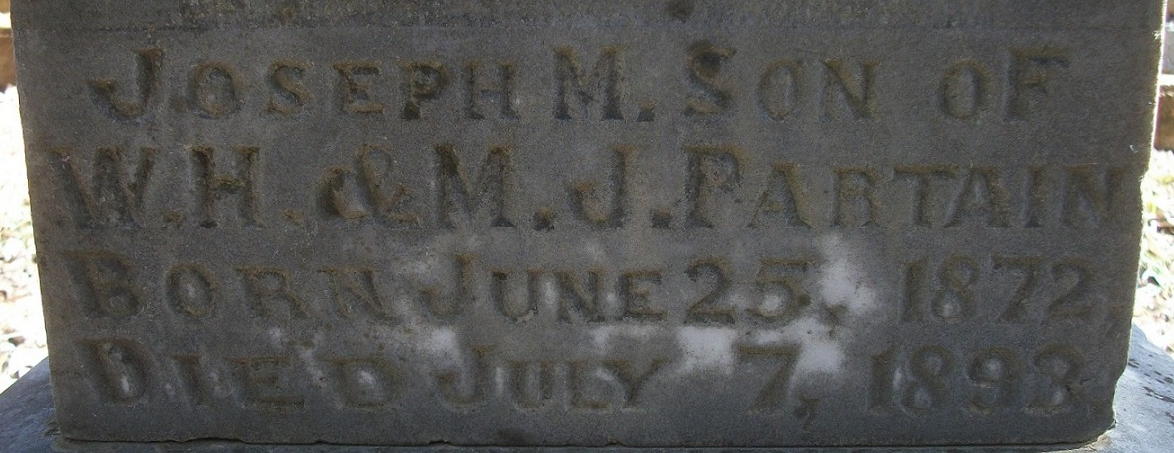 JOSEPH M. SON OF
W. H. & M. J. PARTAIN
BORN JUNE 25, 1872,
DIED JULY 7, 1893